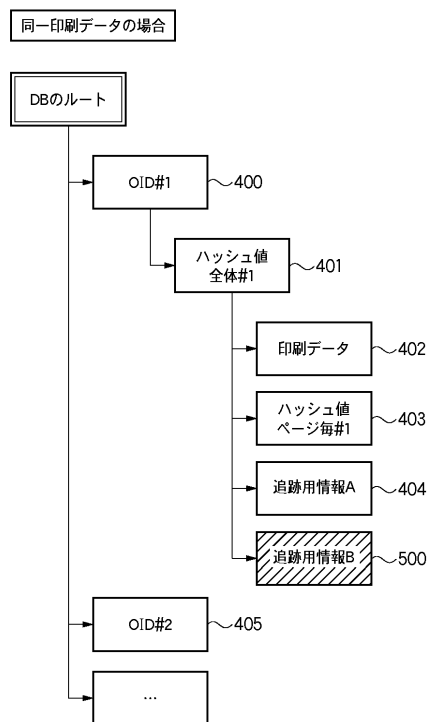 同一印刷データの場合
DBのルート
OID#1
400
ハッシュ値
全体#1
401
印刷データ
402
ハッシュ値
ページ毎#1
403
追跡用情報A
404
追跡用情報B
500
OID#2
405
…